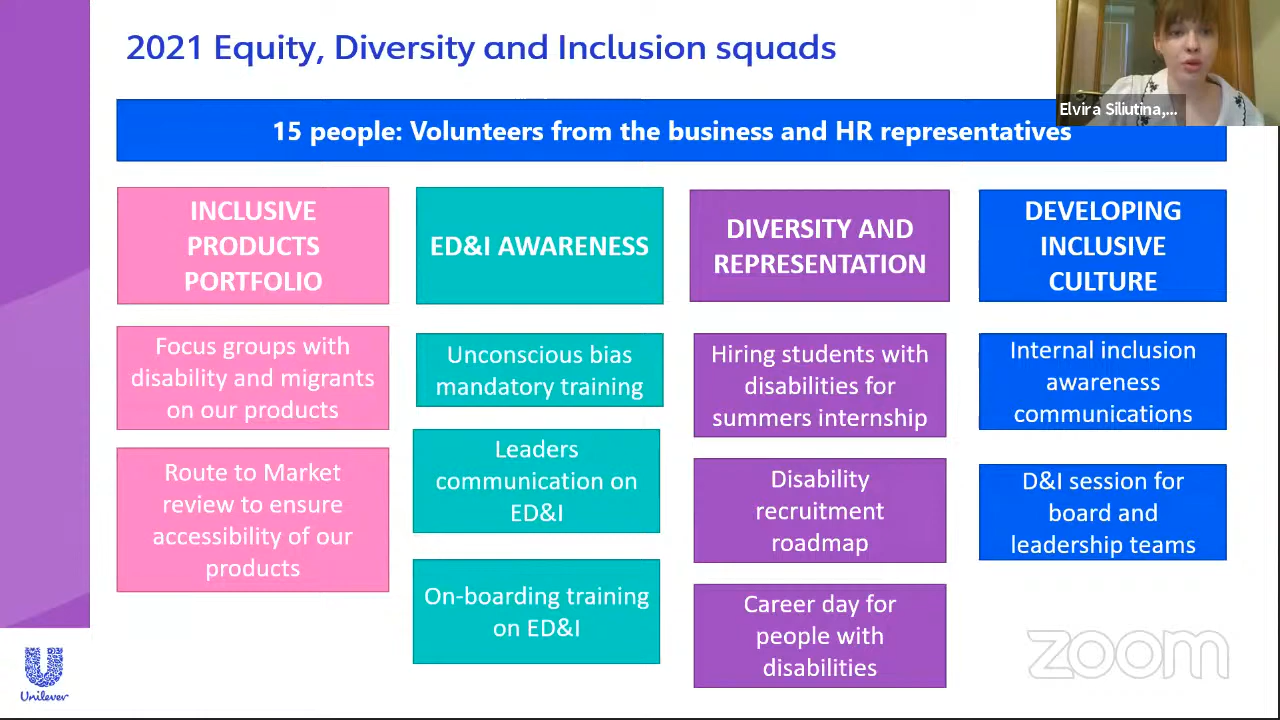 2021 Equity, Diversity and Inclusion squads
Elvira Siliutina,...
15 people: Volunteers from the business and HR representatives
INCLUSIVE
PRODUCTS
PORTFOLIO
Focus groups with
disability and migrants
on our products
Route to Market
review to ensure
accessibility of our
products
ED&I AWARENESS
Unconscious bias
mandatory training
Leaders
communication on
ED&I
On-boarding training
on ED&I
DIVERSITY AND
REPRESENTATION
Hiring students with
disabilities for
summers internship
Disability
recruitment
roadmap
Career day for
people with
disabilities
DEVELOPING
INCLUSIVE
CULTURE
Internal inclusion
awareness
communications
D&I session for
board and
leadership teams
Unilever
zoom